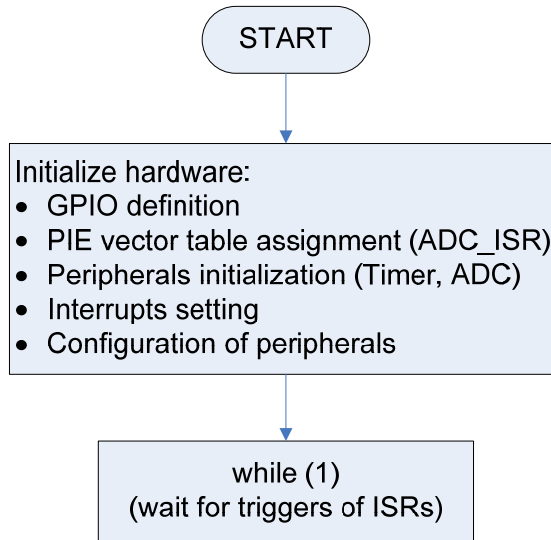 START
Initialize hardware:
• GPIO definition
• PIE vector table assignment (ADC_ISR)
• Peripherals initialization (Timer, ADC)
• Interrupts setting
• Configuration of peripherals
while (1)
(wait for triggers of ISRs)